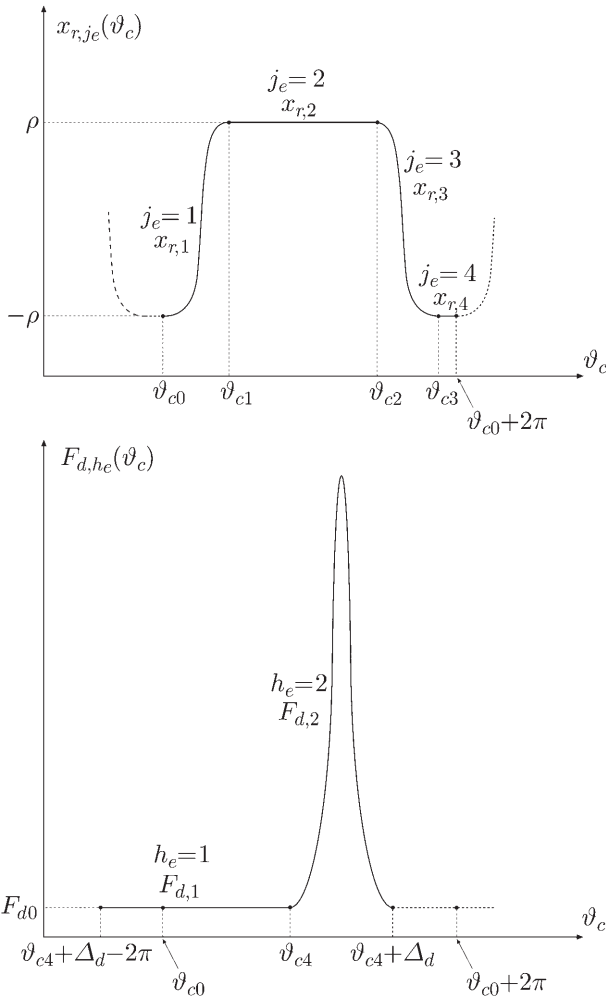 x_{r,j_e}(ϑ_c)
j_e= 2
x_{r,2}
ρ
j_e= 3
x_{r,3}
j_e= 1
x_{r,1}
j_e= 4
x_{r,4}
−ρ
ϑ_c
ϑ_{c0} ϑ_{c1} ϑ_{c2} ϑ_{c3}
ϑ_{c0}+2π
F_{d,h_e}(ϑ_c)
h_e=2
F_{d,2}
h_e=1
F_{d,1}
F_{d0}
ϑ_c
ϑ_{c4}+Δ_d−2π ϑ_{c4} ϑ_{c4}+Δ_d
ϑ_{c0} ϑ_{c0}+2π